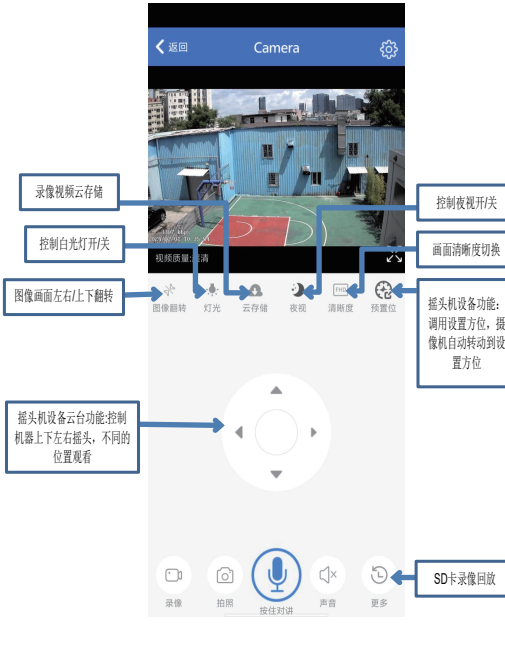 返回
Camera
录像视频云存储
控制夜视开/关
控制白光灯开/关
画面清晰度切换
视频质量:超清
图像画面左右/上下翻转
图像翻转
灯光
云存储
夜视
FHD
清晰度
预置位
摇头机设备功能:
调用设置方位，摄
像机自动转动到设
置方位
摇头机设备云台功能:控制
机器上下左右摇头，不同的
位置观看
SD卡录像回放
录像
拍照
按住对讲
声音
更多